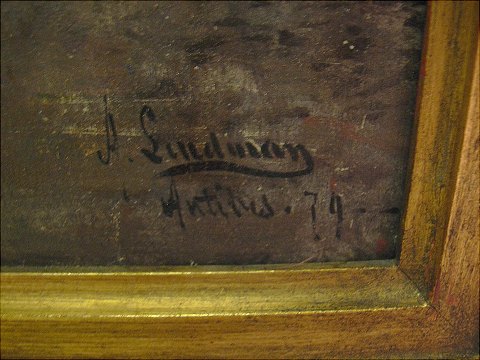 A. Lindman
Antibes. 79